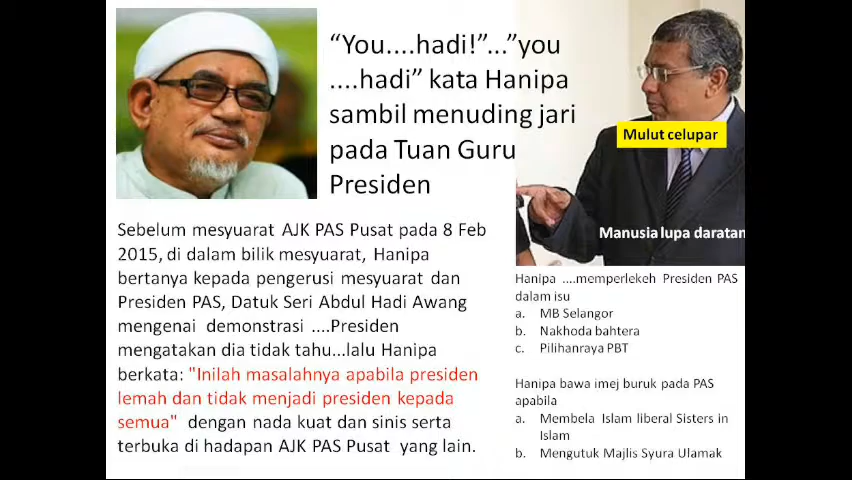 “You....hadi!”...”you
....hadi” kata Hanipa
sambil menuding jari
pada Tuan Guru
Presiden
Mulut celupar
Manusia lupa daratan
Sebelum mesyuarat AJK PAS Pusat pada 8 Feb
2015, di dalam bilik mesyuarat, Hanipa
bertanya kepada pengerusi mesyuarat dan
Presiden PAS, Datuk Seri Abdul Hadi Awang
mengenai demonstrasi ....Presiden
mengatakan dia tidak tahu...lalu Hanipa
berkata: "Inilah masalahnya apabila presiden
lemah dan tidak menjadi presiden kepada
semua" dengan nada kuat dan sinis serta
terbuka di hadapan AJK PAS Pusat yang lain.
Hanipa ....memperlekeh Presiden PAS
dalam isu
a. MB Selangor
b. Nakhoda bahtera
c. Pilihanraya PBT
Hanipa bawa imej buruk pada PAS
apabila
a. Membela Islam liberal Sisters in
Islam
b. Mengutuk Majlis Syura Ulamak